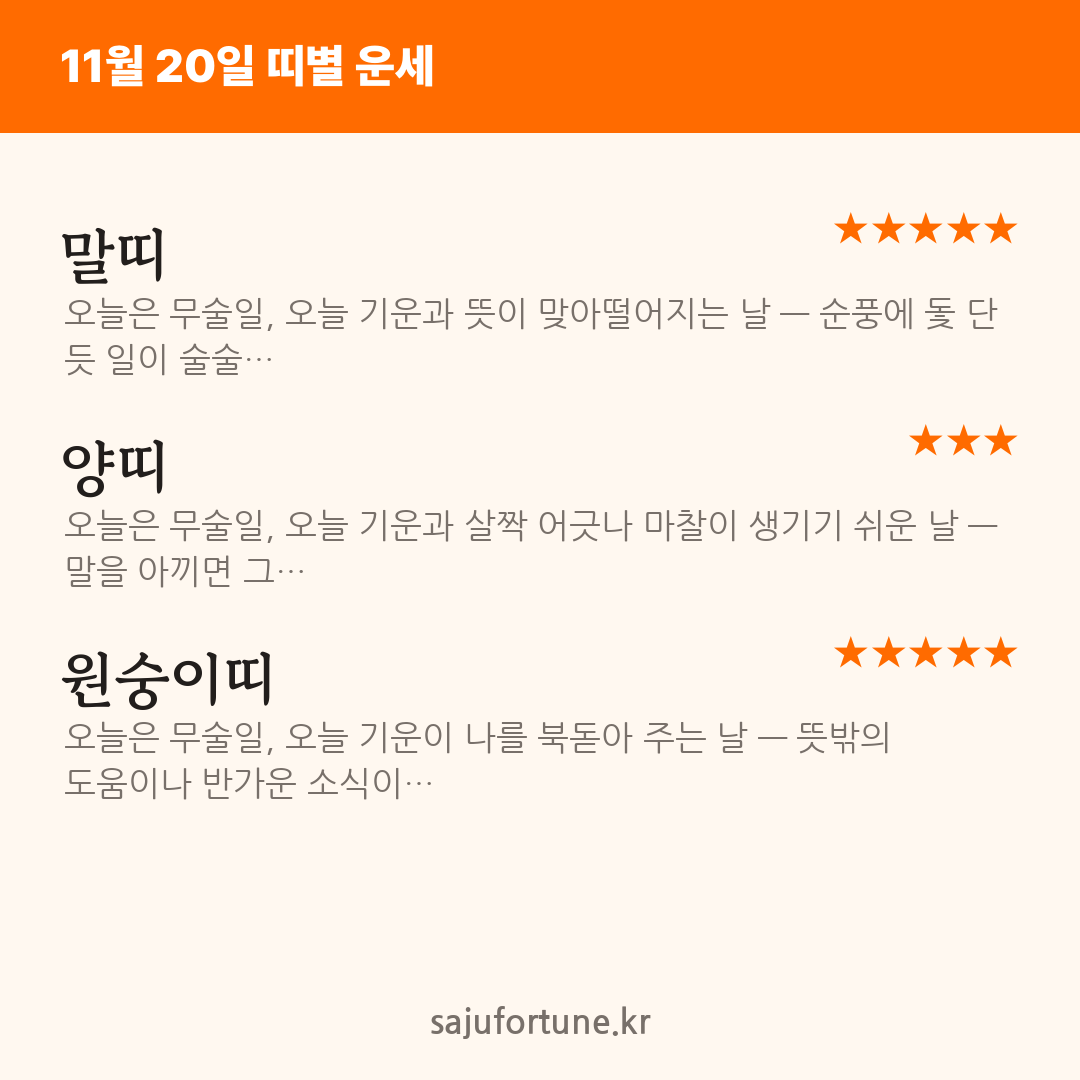 11월 20일 띠별 운세
말띠
★★★★★
오늘은 무술일, 오늘 기운과 뜻이 맞아떨어지는 날 — 순풍에 돛 단
듯 일이 술술…
양띠
★★★
오늘은 무술일, 오늘 기운과 살짝 어긋나 마찰이 생기기 쉬운 날 —
말을 아끼면 그…
원숭이띠
★★★★★
오늘은 무술일, 오늘 기운이 나를 북돋아 주는 날 — 뜻밖의
도움이나 반가운 소식이…
sajufortune.kr